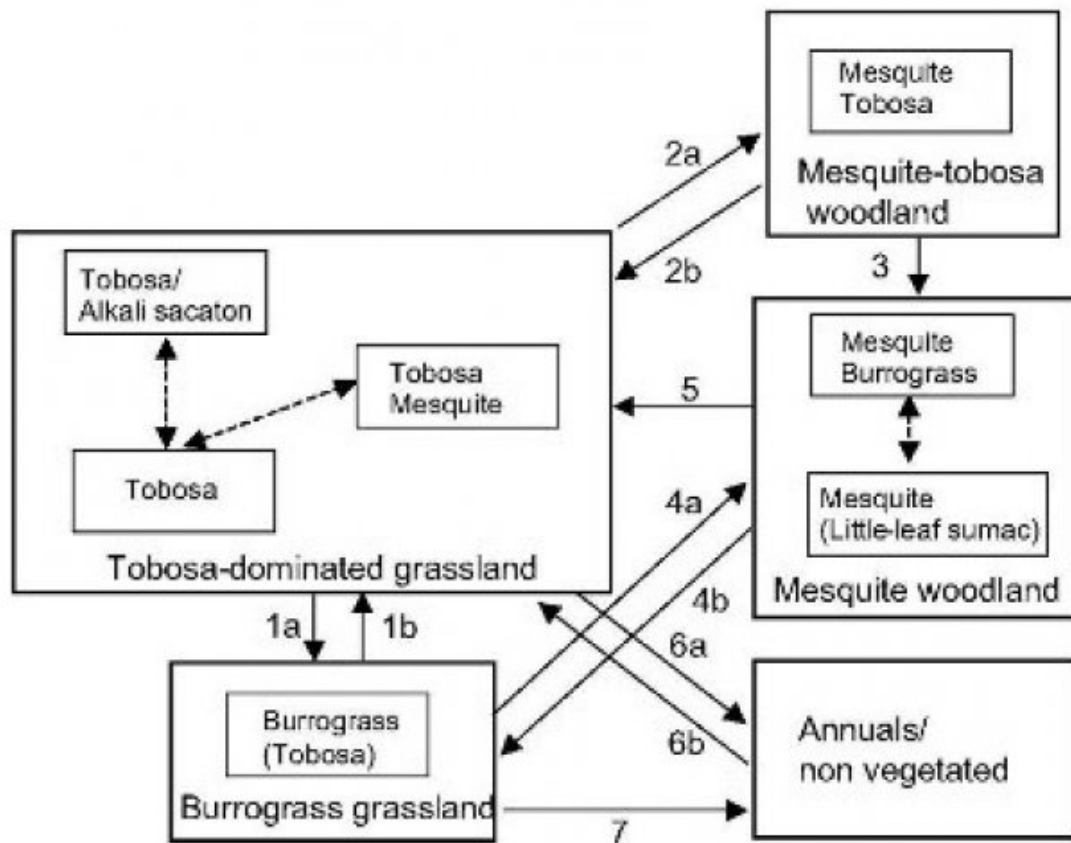 Mesquite
Tobosa
Mesquite-tobosa
woodland
2a
2b
3
Tobosa/
Alkali sacaton
Tobosa
Mesquite
Tobosa
Tobosa-dominated grassland
5
Mesquite
Burrograss
Mesquite
(Little-leaf sumac)
Mesquite woodland
4a
4b
1a
1b
6a
6b
Burrograss
(Tobosa)
Burrograss grassland
7
Annuals/
non vegetated